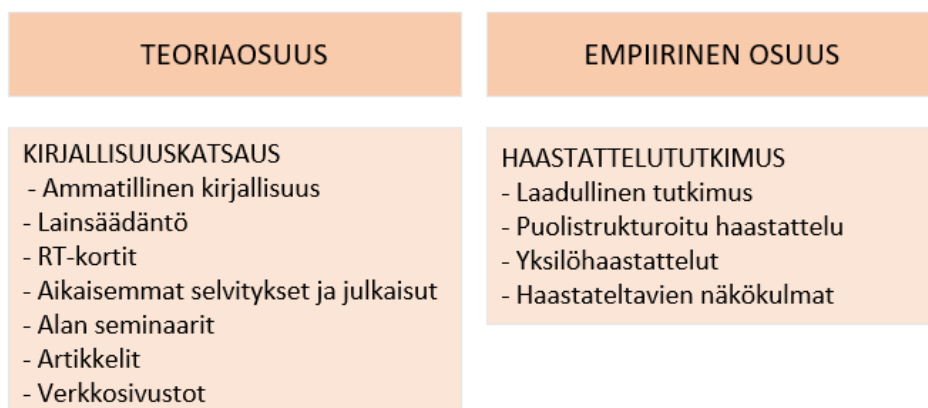 TEORIAOSUUS
KIRJALLISUUSKATSAUS
- Ammatillinen kirjallisuus
- Lainsäädäntö
- RT-kortit
- Aikaisemmat selvitykset ja julkaisut
- Alan seminaarit
- Artikkelit
- Verkkosivustot
EMPIIRINEN OSUUS
HAASTATTELUTUTKIMUS
- Laadullinen tutkimus
- Puolistrukturoitu haastattelu
- Yksilöhaastattelut
- Haastateltavien näkökulmat